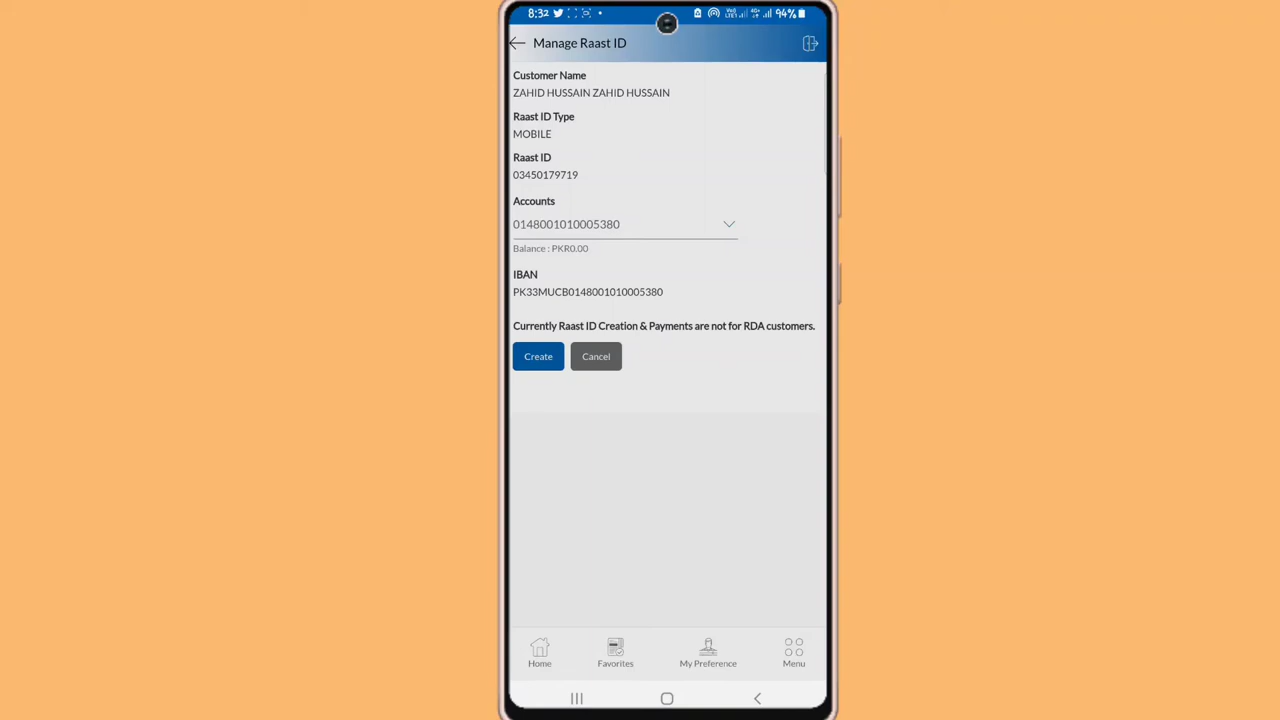 8:32 94%
Manage Raast ID
Customer Name
ZAHID HUSSAIN ZAHID HUSSAIN
Raast ID Type
MOBILE
Raast ID
03450179719
Accounts
0148001010005380
Balance : PKR0.00
IBAN
PK33MUCB0148001010005380
Currently Raast ID Creation & Payments are not for RDA customers.
Create Cancel
Home Favorites My Preference Menu